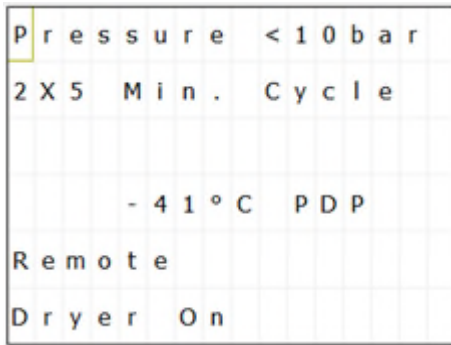 Pressure <10bar
2X5 Min. Cycle
-41°C PDP
Remote
Dryer On